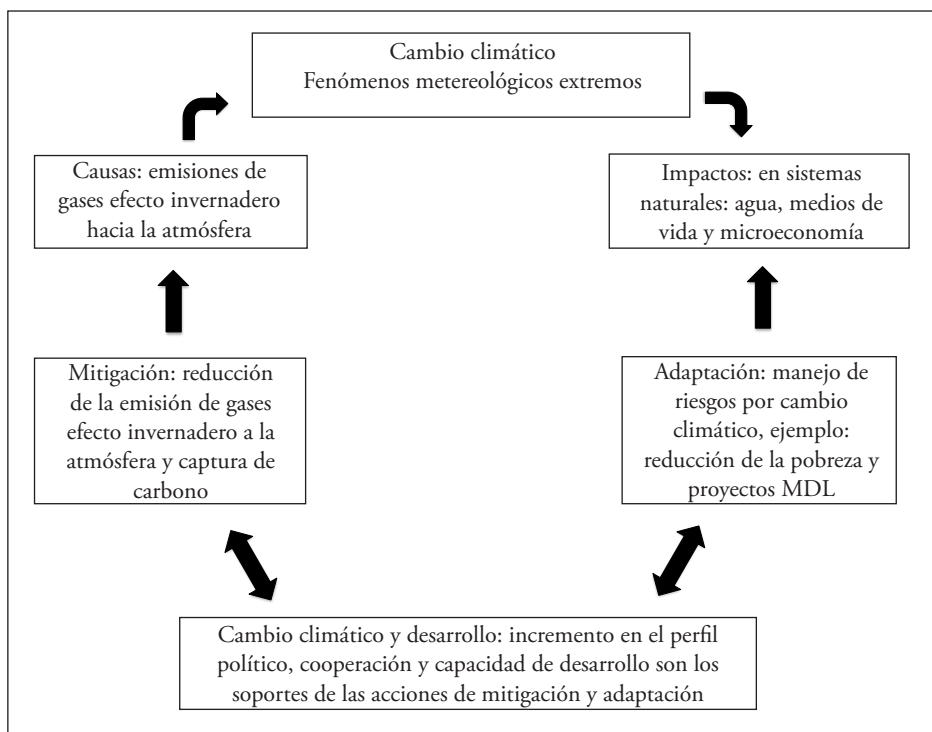 Cambio climático
Fenómenos metereológicos extremos
Causas: emisiones de
gases efecto invernadero
hacia la atmósfera
Impactos: en sistemas
naturales: agua, medios de
vida y microeconomía
Mitigación: reducción
de la emisión de gases
efecto invernadero a la
atmósfera y captura de
carbono
Adaptación: manejo de
riesgos por cambio
climático, ejemplo:
reducción de la pobreza y
proyectos MDL
Cambio climático y desarrollo: incremento en el perfil
político, cooperación y capacidad de desarrollo son los
soportes de las acciones de mitigación y adaptación